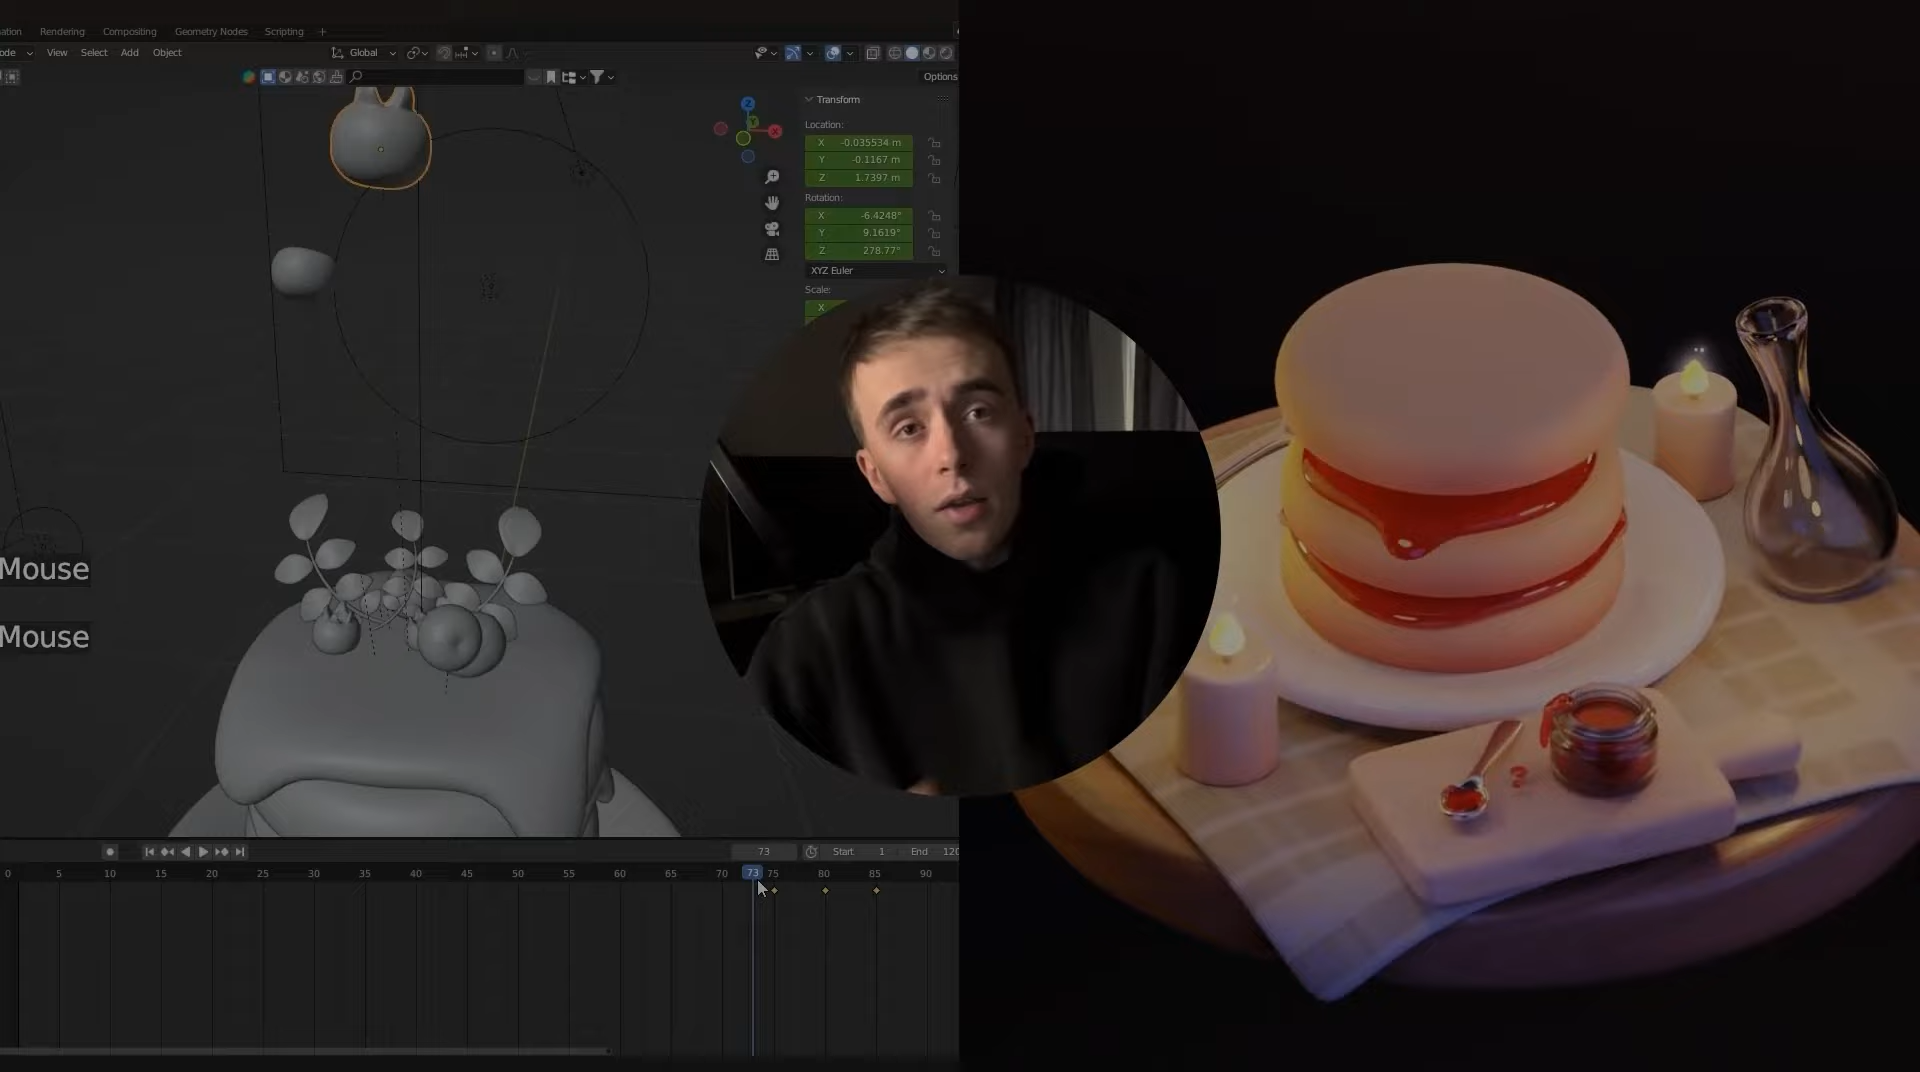 ation Rendering Compositing Geometry Nodes Scripting +
ode View Select Add Object Global
Options
Z
Y
X
Transform
Location:
X -0.035534 m
Y -0.1167 m
Z 1.7397 m
Rotation:
X -6.4248°
Y 9.1619°
Z 278.77°
XYZ Euler
Scale:
X
Mouse
Mouse
73 Start 1 End 120
0 5 10 15 20 25 30 35 40 45 50 55 60 65 70 73 75 80 85 90